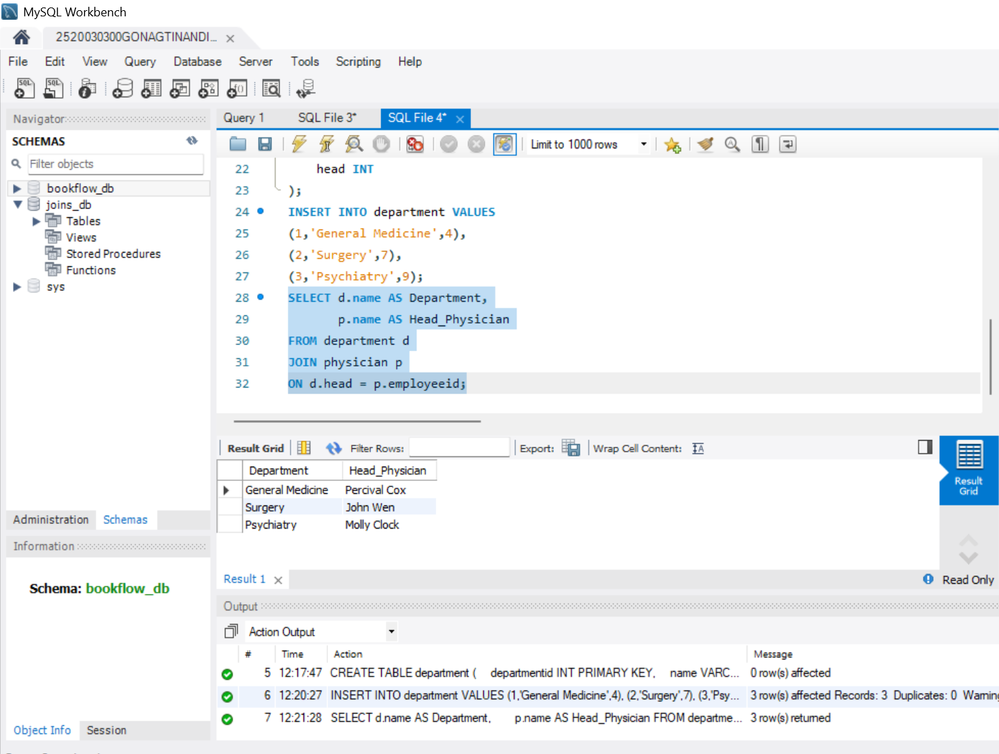 MySQL Workbench
2520030300GONAGTINANDI...
File Edit View Query Database Server Tools Scripting Help
SQL SQL
Navigator
SCHEMAS
Filter objects
bookflow_db
joins_db
Tables
Views
Stored Procedures
Functions
sys
Administration Schemas
Information
Schema: bookflow_db
Object Info Session
Query 1 SQL File 3* SQL File 4*
Limit to 1000 rows
22 head INT
23 );
24 INSERT INTO department VALUES
25 (1,'General Medicine',4),
26 (2,'Surgery',7),
27 (3,'Psychiatry',9);
28 SELECT d.name AS Department,
29 p.name AS Head_Physician
30 FROM department d
31 JOIN physician p
32 ON d.head = p.employeeid;
Result Grid Filter Rows: Export: Wrap Cell Content:
Department Head_Physician
General Medicine Percival Cox
Surgery John Wen
Psychiatry Molly Clock
Result
Grid
Result 1
Read Only
Output
Action Output
# Time Action Message
5 12:17:47 CREATE TABLE department ( departmentid INT PRIMARY KEY, name VARC... 0 row(s) affected
6 12:20:27 INSERT INTO department VALUES (1,'General Medicine',4), (2,'Surgery',7), (3,'Psy... 3 row(s) affected Records: 3 Duplicates: 0 Warning
7 12:21:28 SELECT d.name AS Department, p.name AS Head_Physician FROM departme... 3 row(s) returned